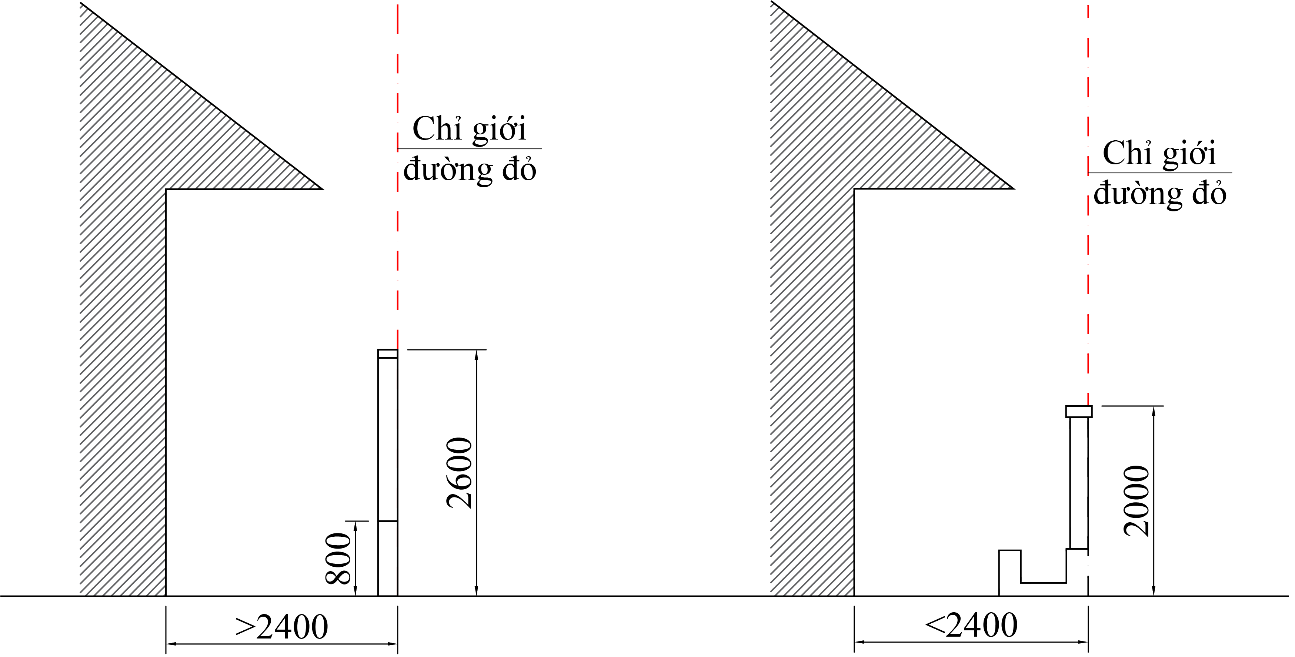 Chỉ giới
đường đỏ
2600
800
>2400
Chỉ giới
đường đỏ
2000
<2400